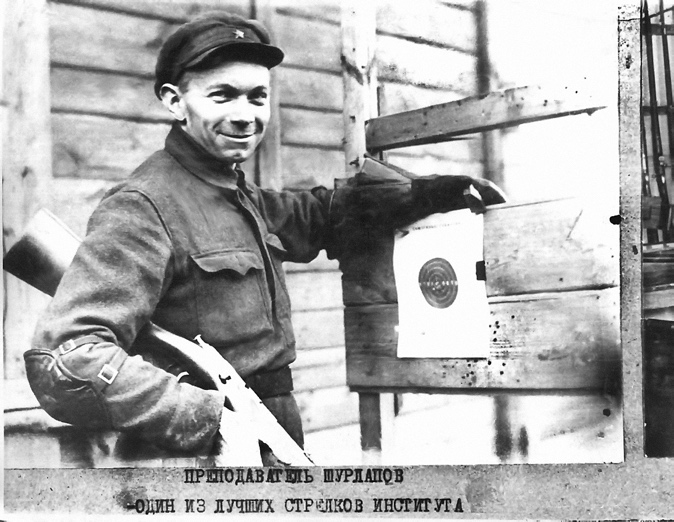 ПРЕПОДАВАТЕЛЬ ШУРЛАПОВ
-ОДИН ИЗ ЛУЧШИХ СТРЕЛКОВ ИНСТИТУТА